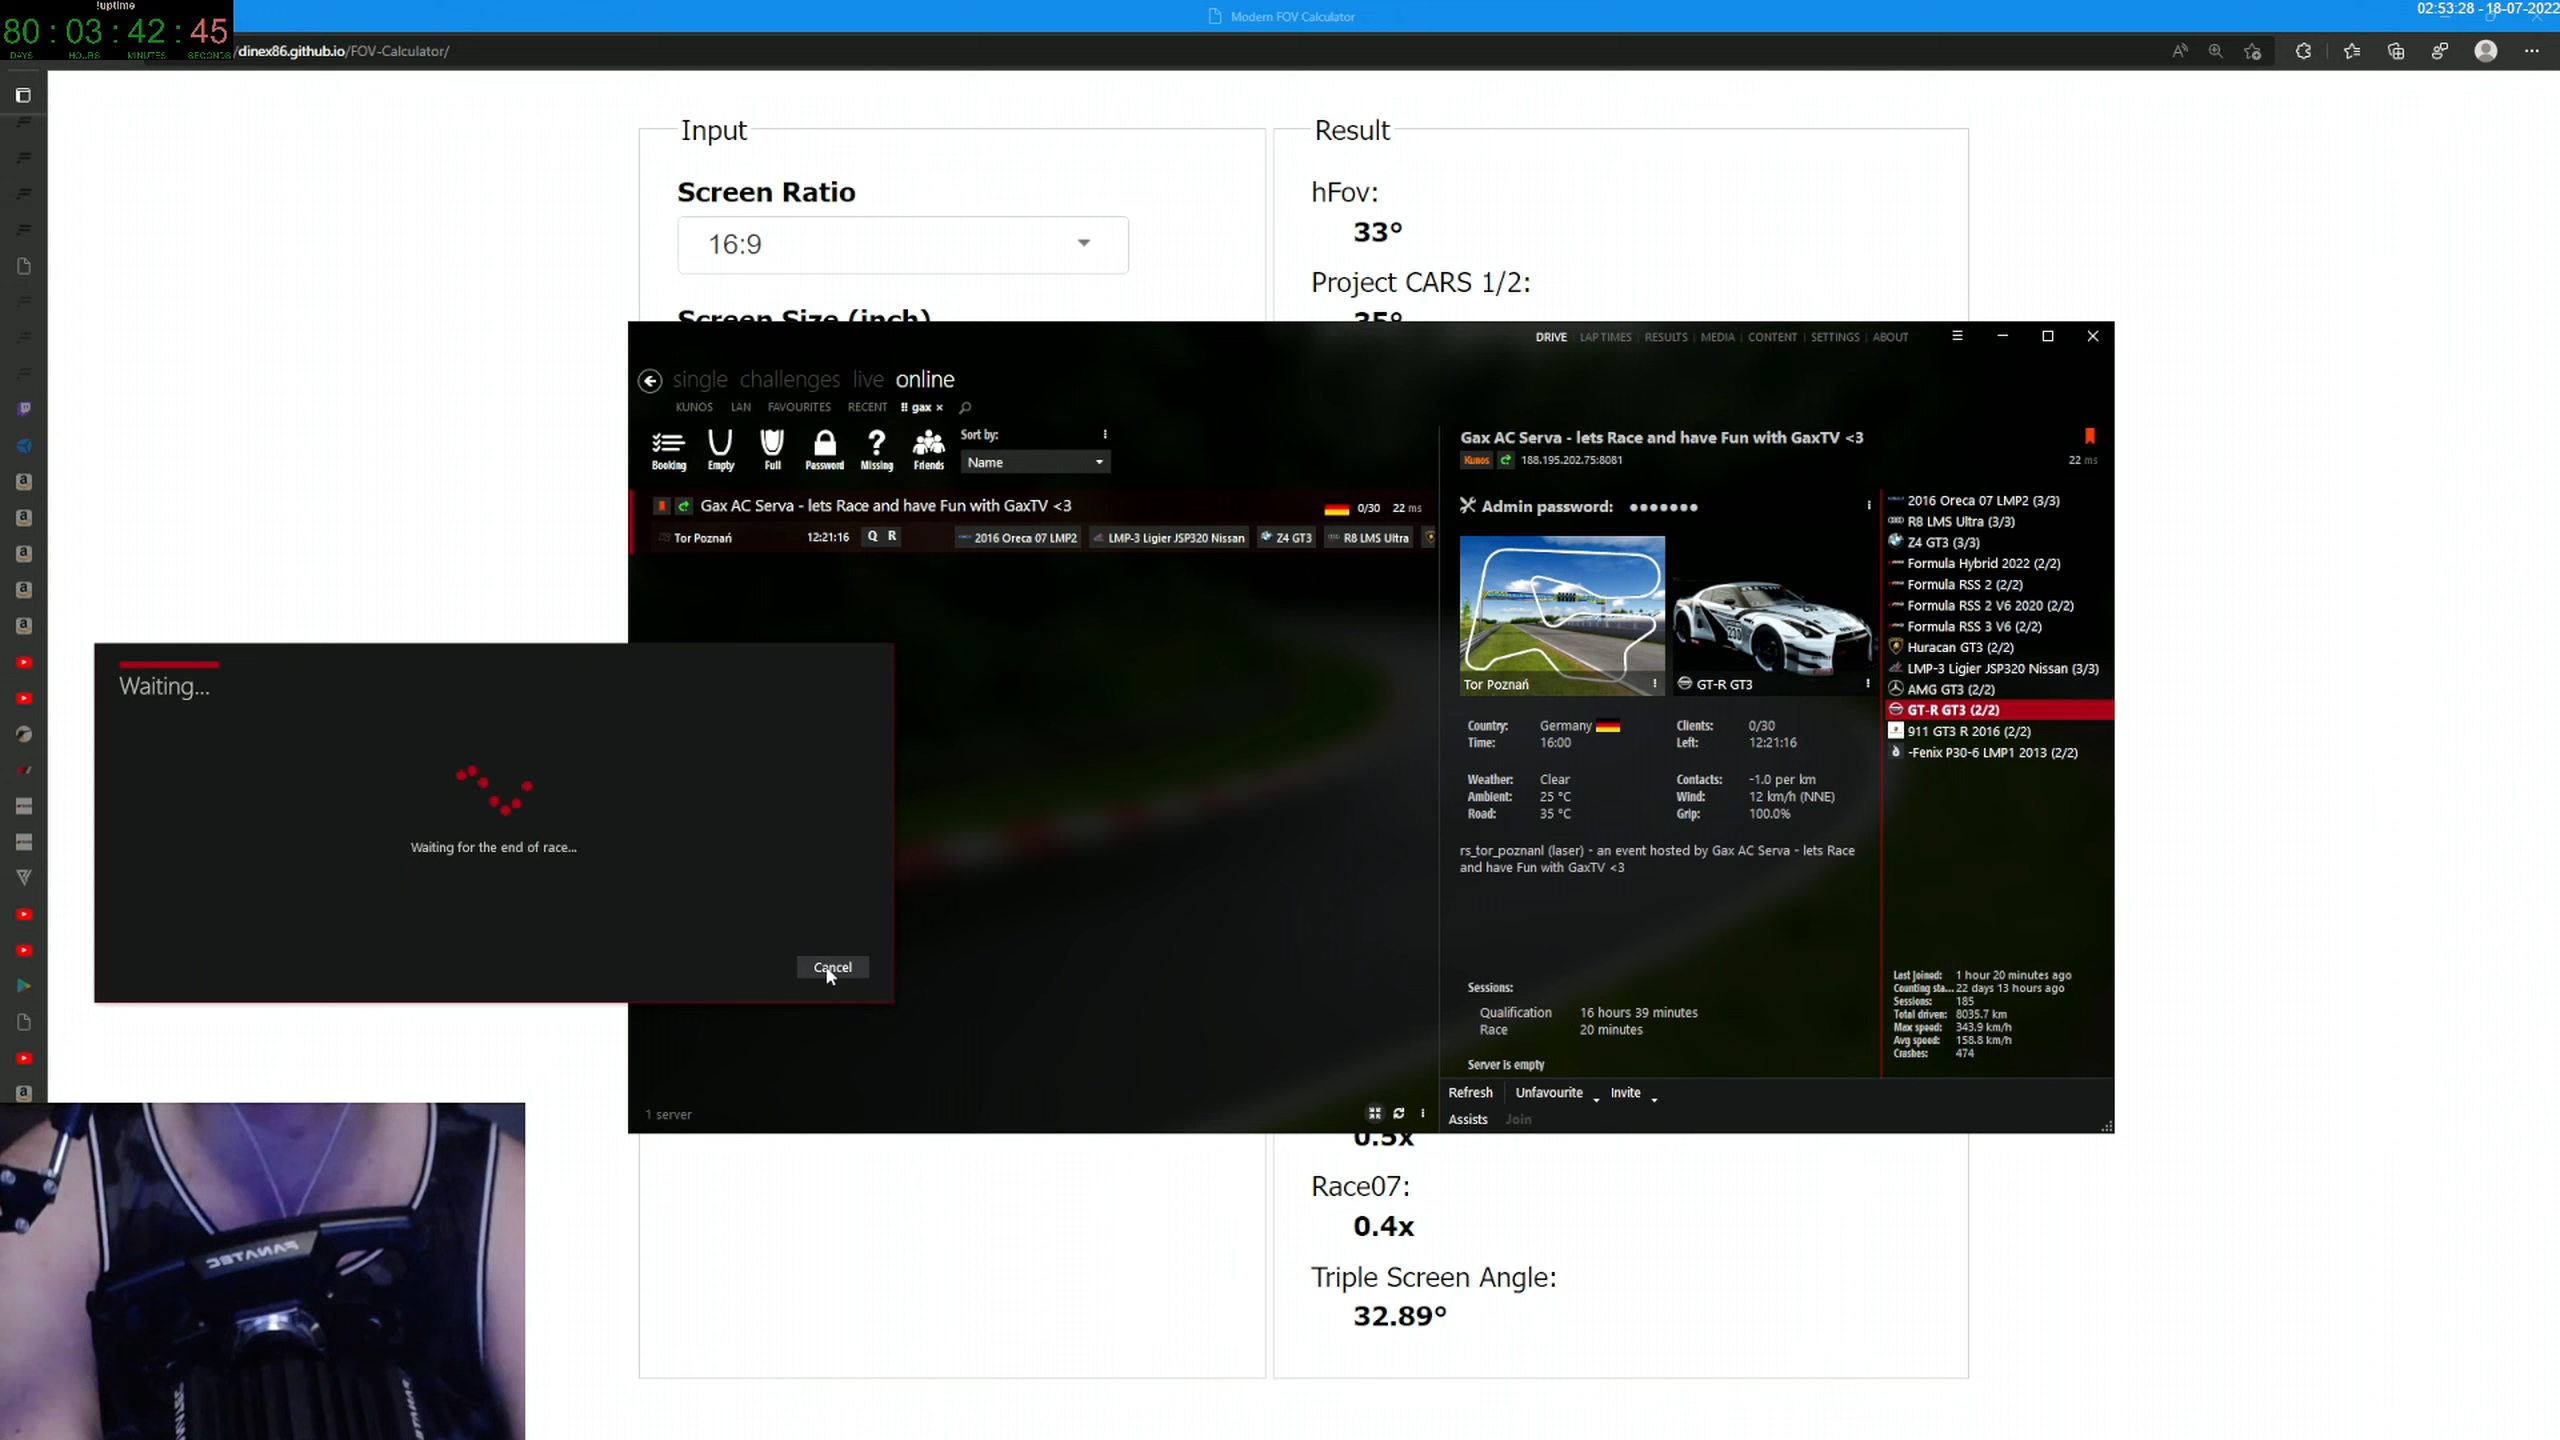 !uptime
80:03:42:45
DAYS HOURS MINUTES SECONDS
Modern FOV Calculator
02:53:28 - 18-07-2022
/dinex86.github.io/FOV-Calculator/
Input
Screen Ratio
16:9
Screen Size (inch)
Result
hFov:
33°
Project CARS 1/2:
35°
DRIVE | LAP TIMES | RESULTS | MEDIA | CONTENT | SETTINGS | ABOUT
single challenges live online
KUNOS LAN FAVOURITES RECENT gax ×
Booking Empty Full Password Missing Friends
Sort by:
Name
Gax AC Serva - lets Race and have Fun with GaxTV <3
0/30 22 ms
Tor Poznań 12:21:16 Q R 2016 Oreca 07 LMP2 LMP-3 Ligier JSP320 Nissan Z4 GT3 R8 LMS Ultra
1 server
Gax AC Serva - lets Race and have Fun with GaxTV <3
Kunos 188.195.202.75:8081
22 ms
Admin password: ●●●●●●●
Tor Poznań
GT-R GT3
230
Country: Germany
Time: 16:00
Clients: 0/30
Left: 12:21:16
Weather: Clear
Ambient: 25 °C
Road: 35 °C
Contacts: -1.0 per km
Wind: 12 km/h (NNE)
Grip: 100.0%
rs_tor_poznanl (laser) - an event hosted by Gax AC Serva - lets Race
and have Fun with GaxTV <3
Sessions:
Qualification 16 hours 39 minutes
Race 20 minutes
Server is empty
Refresh Unfavourite Invite
Assists Join
2016 Oreca 07 LMP2 (3/3)
R8 LMS Ultra (3/3)
Z4 GT3 (3/3)
Formula Hybrid 2022 (2/2)
Formula RSS 2 (2/2)
Formula RSS 2 V6 2020 (2/2)
Formula RSS 3 V6 (2/2)
Huracan GT3 (2/2)
LMP-3 Ligier JSP320 Nissan (3/3)
AMG GT3 (2/2)
GT-R GT3 (2/2)
911 GT3 R 2016 (2/2)
-Fenix P30-6 LMP1 2013 (2/2)
Last Joined: 1 hour 20 minutes ago
Counting sta... 22 days 13 hours ago
Sessions: 185
Total driven: 8035.7 km
Max speed: 343.9 km/h
Avg speed: 158.8 km/h
Crashes: 474
Waiting...
Waiting for the end of race...
Cancel
0.5x
Race07:
0.4x
Triple Screen Angle:
32.89°
FANATEC